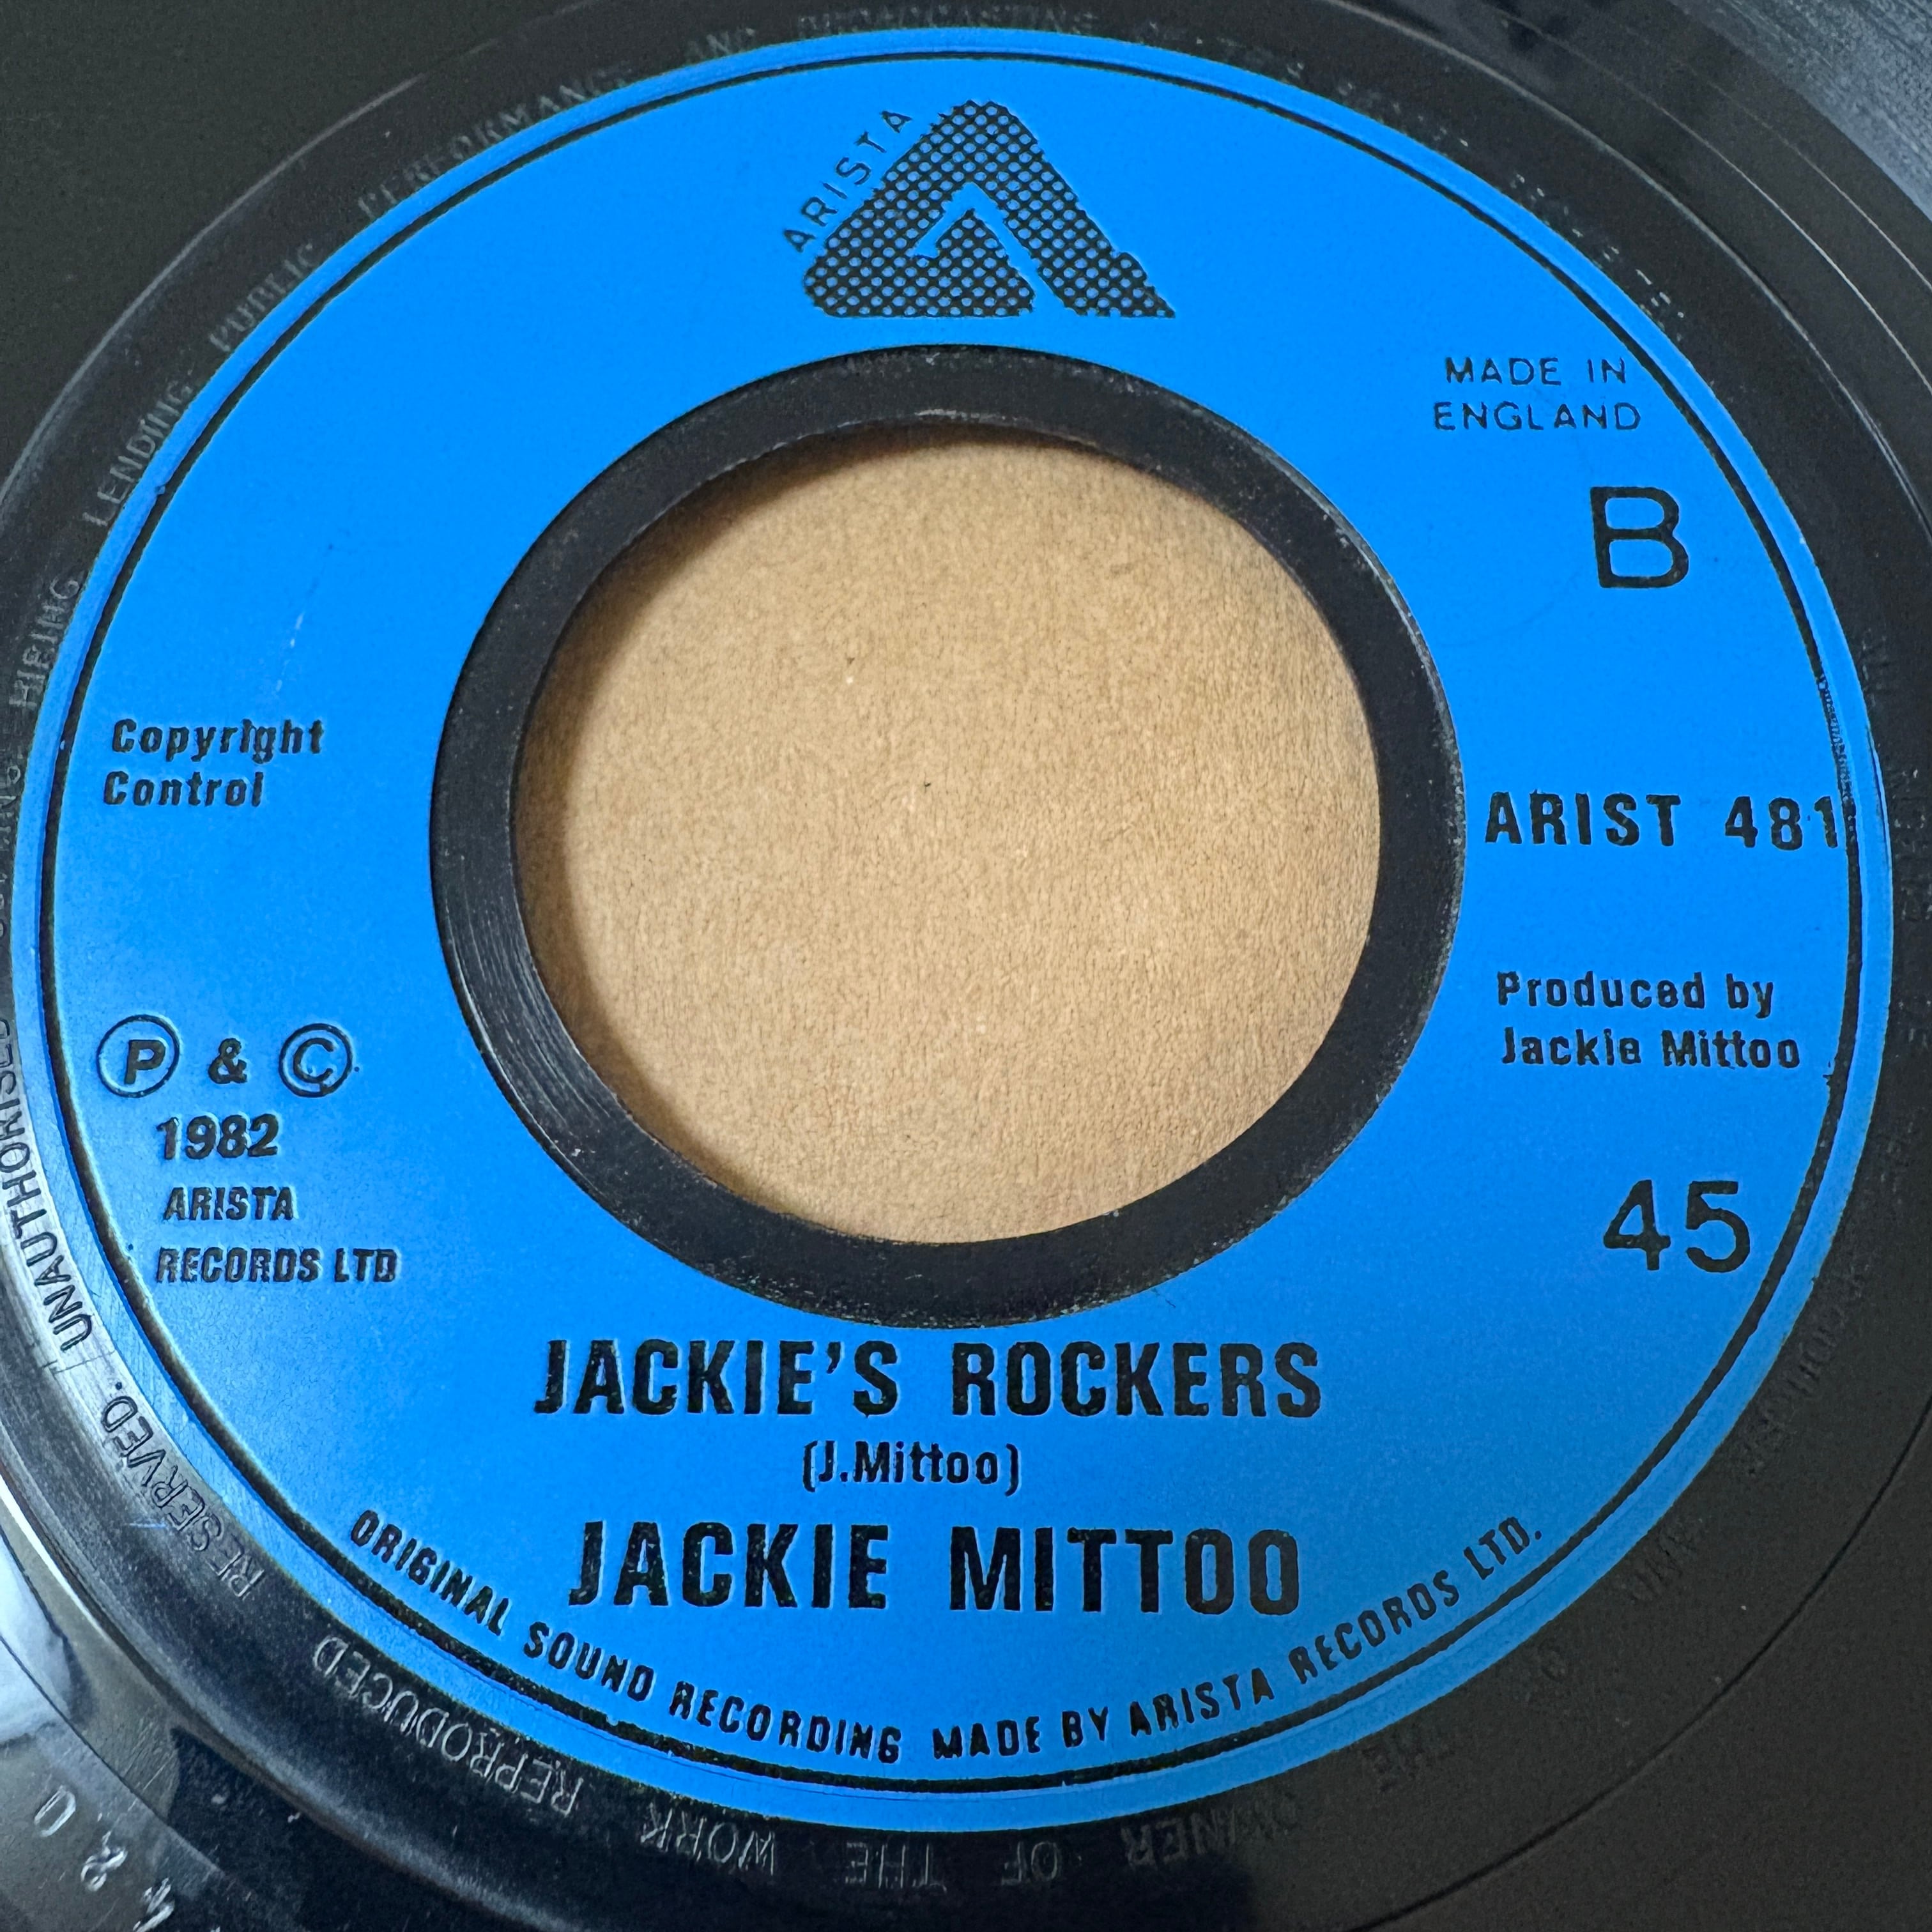 ARISTA
MADE IN
ENGLAND
B
Copyright
Control
ARIST 481
Produced by
Jackie Mittoo
P & C
1982
ARISTA
RECORDS LTD
45
JACKIE'S ROCKERS
(J.Mittoo)
JACKIE MITTOO
ORIGINAL SOUND RECORDING MADE BY ARISTA RECORDS LTD.
OWNER OF THE WORK REPRODUCED RESERVED. UNAUTHORISED HIRING LENDING PUBLIC PERFORMANCE AND BROADCASTING